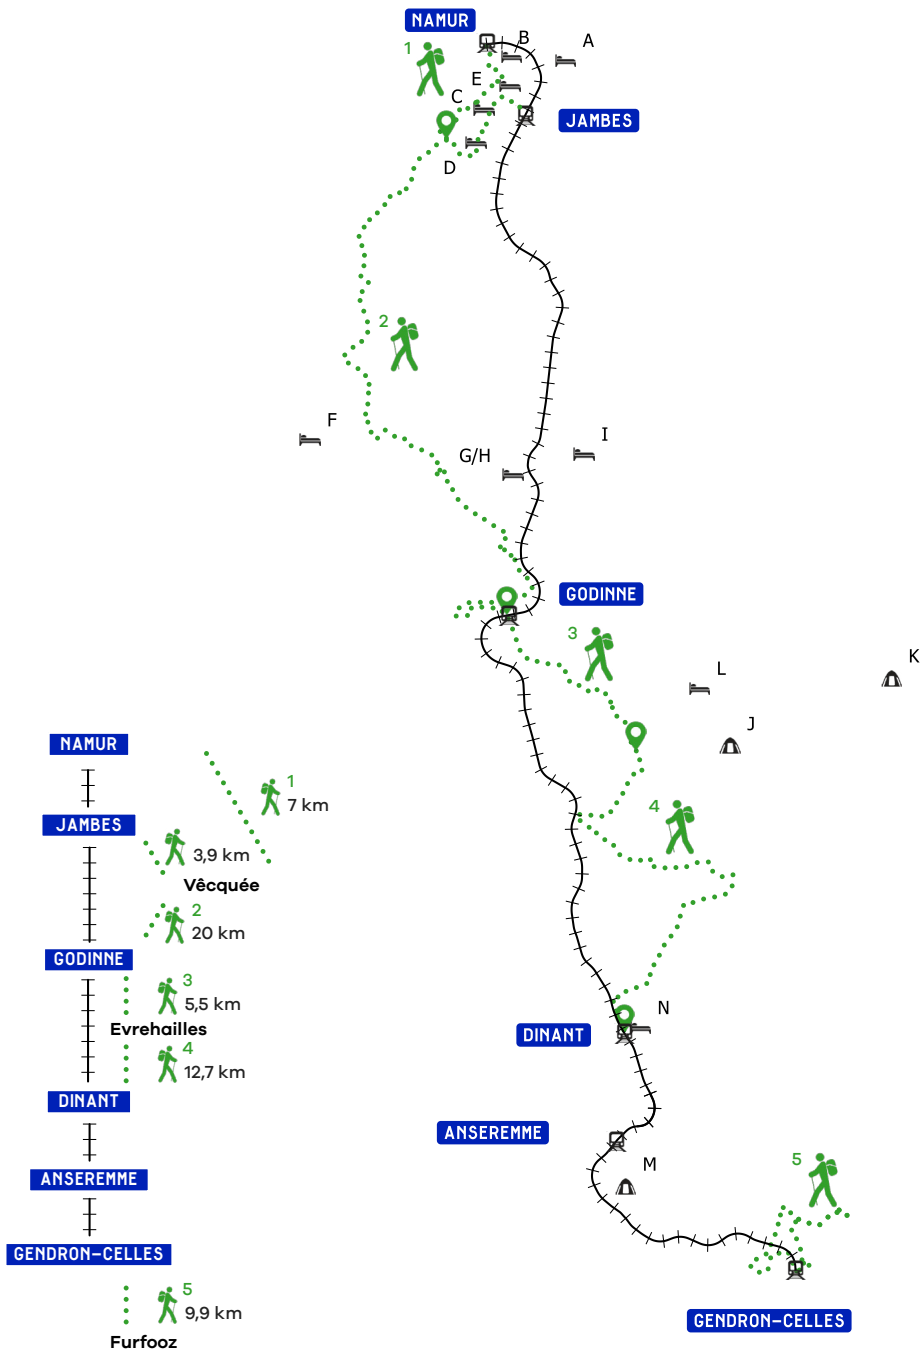 NAMUR
1
B
A
E
C
JAMBES
D
2
F
I
G/H
GODINNE
3
L
K
J
4
N
DINANT
ANSEREMME
M
5
GENDRON-CELLES
NAMUR
1
7 km
JAMBES
3,9 km
Vêcquée
2
20 km
GODINNE
3
5,5 km
Evrehailles
4
12,7 km
DINANT
ANSEREMME
GENDRON-CELLES
5
9,9 km
Furfooz